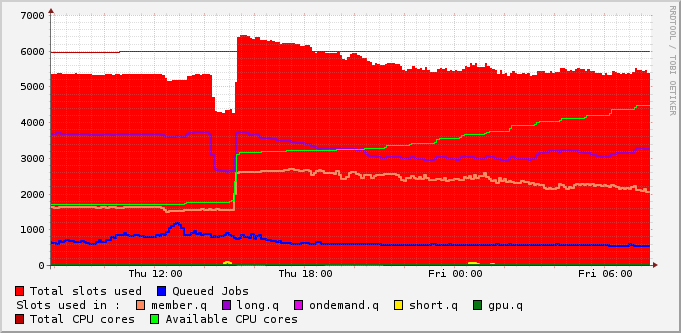 7000
6000
5000
4000
3000
2000
1000
0
Thu 12:00 Thu 18:00 Fri 00:00 Fri 06:00
Total slots used Queued Jobs
Slots used in : member.q long.q ondemand.q short.q gpu.q
Total CPU cores Available CPU cores
RRDTOOL / TOBI OETIKER